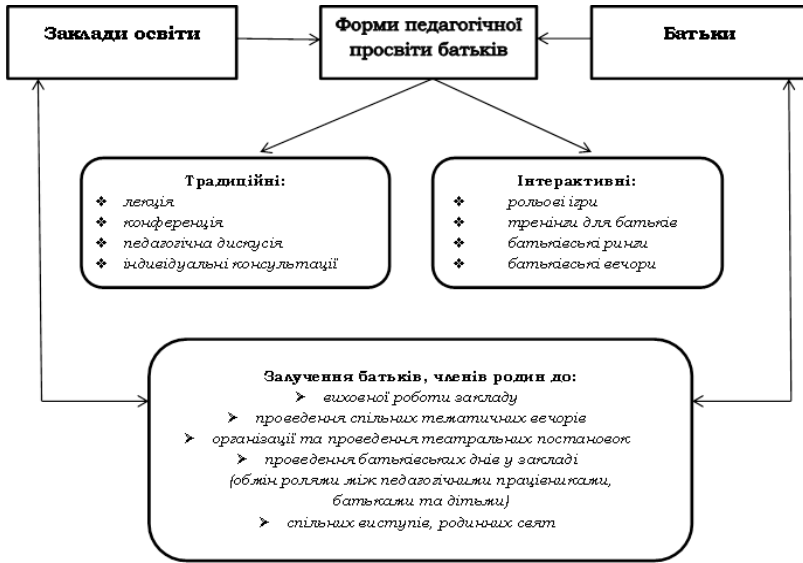 Заклади освіти
Форми педагогічної
просвіти батьків
Батьки
Традиційні:
❖ лекція
❖ конференція
❖ педагогічна дискусія
❖ індивідуальні консультації
Інтерактивні:
❖ рольові ігри
❖ тренінги для батьків
❖ батьківські ринги
❖ батьківські вечори
Залучення батьків, членів родин до:
➤ виховної роботи закладу
➤ проведення спільних тематичних вечорів
➤ організації та проведення театральних постановок
➤ проведення батьківських днів у закладі
(обмін ролями між педагогічними працівниками,
батьками та дітьми)
➤ спільних виступів, родинних свят